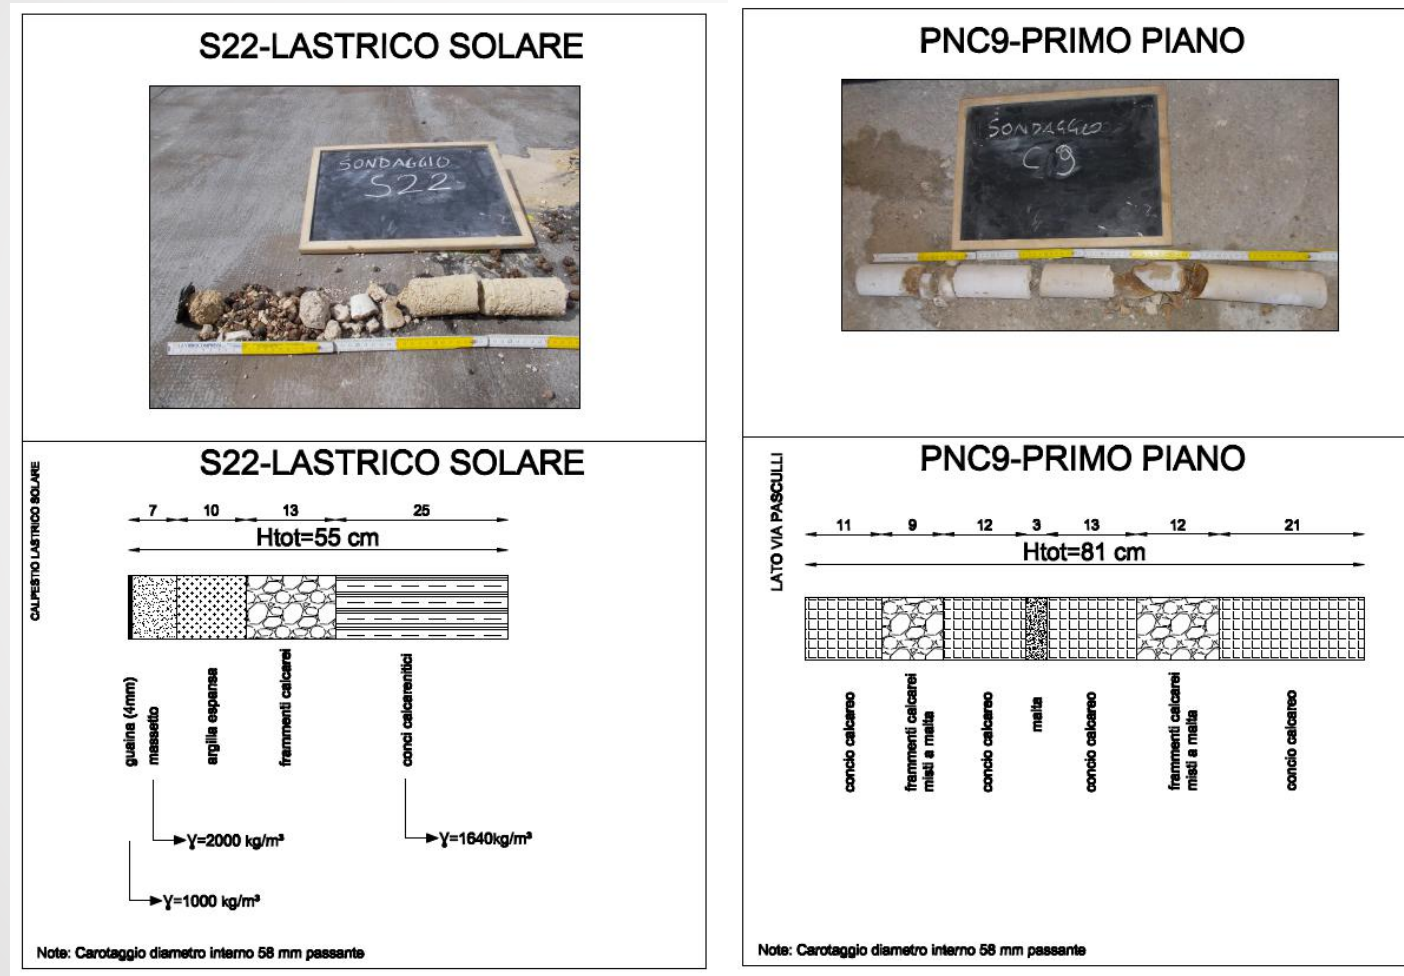 S22-LASTRICO SOLARE
SONDAGGIO
S22
CALPESTIO LASTRICO SOLARE
S22-LASTRICO SOLARE
7 10 13 25
Htot=55 cm
guaina (4mm)
massetto
argilla espansa
frammenti calcarei
conci calcarenitici
γ=2000 kg/m³
γ=1640kg/m³
γ=1000 kg/m³
Note: Carotaggio diametro interno 58 mm passante
PNC9-PRIMO PIANO
SONDAGGIO
C9
LATO VIA PASCULLI
PNC9-PRIMO PIANO
11 9 12 3 13 12 21
Htot=81 cm
concio calcareo
frammenti calcarei
misti a malta
concio calcareo
malta
concio calcareo
frammenti calcarei
misti a malta
concio calcareo
Note: Carotaggio diametro interno 58 mm passante